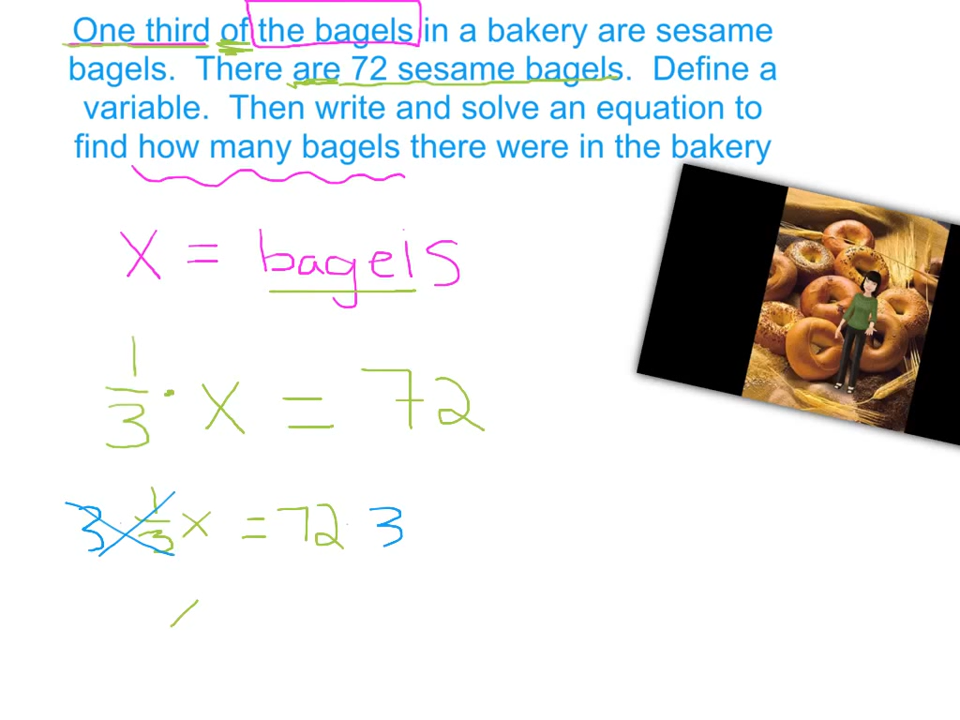 One third of the bagels in a bakery are sesame
bagels. There are 72 sesame bagels. Define a
variable. Then write and solve an equation to
find how many bagels there were in the bakery
X = bagels
1/3 · X = 72
3 · 1/3 x = 72 · 3